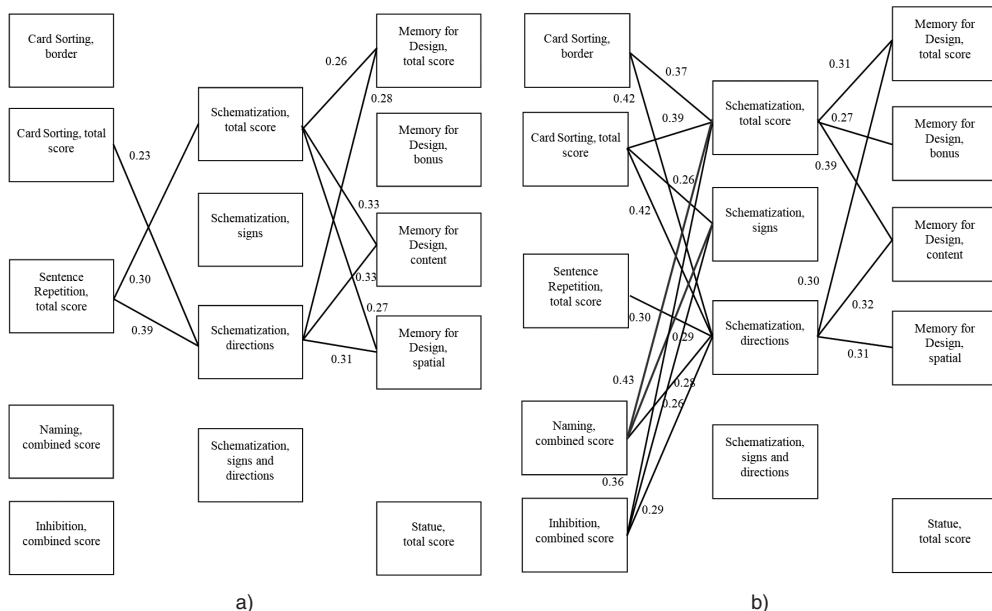 Card Sorting,
border
Card Sorting, total
score
Sentence
Repetition,
total score
Naming,
combined score
Inhibition,
combined score
0.23
0.30
0.39
Schematization,
total score
Schematization,
signs
Schematization,
directions
Schematization,
signs and
directions
0.26
0.28
0.33
0.33
0.27
0.31
Memory for
Design,
total score
Memory for
Design,
bonus
Memory for
Design,
content
Memory for
Design,
spatial
Statue,
total score
a)
Card Sorting,
border
Card Sorting, total
score
Sentence
Repetition,
total score
Naming,
combined score
Inhibition,
combined score
0.37
0.42
0.39
0.26
0.42
0.30
0.29
0.43
0.28
0.26
0.36
0.29
Schematization,
total score
Schematization,
signs
Schematization,
directions
Schematization,
signs and
directions
0.31
0.27
0.39
0.30
0.32
0.31
Memory for
Design,
total score
Memory for
Design,
bonus
Memory for
Design,
content
Memory for
Design,
spatial
Statue,
total score
b)